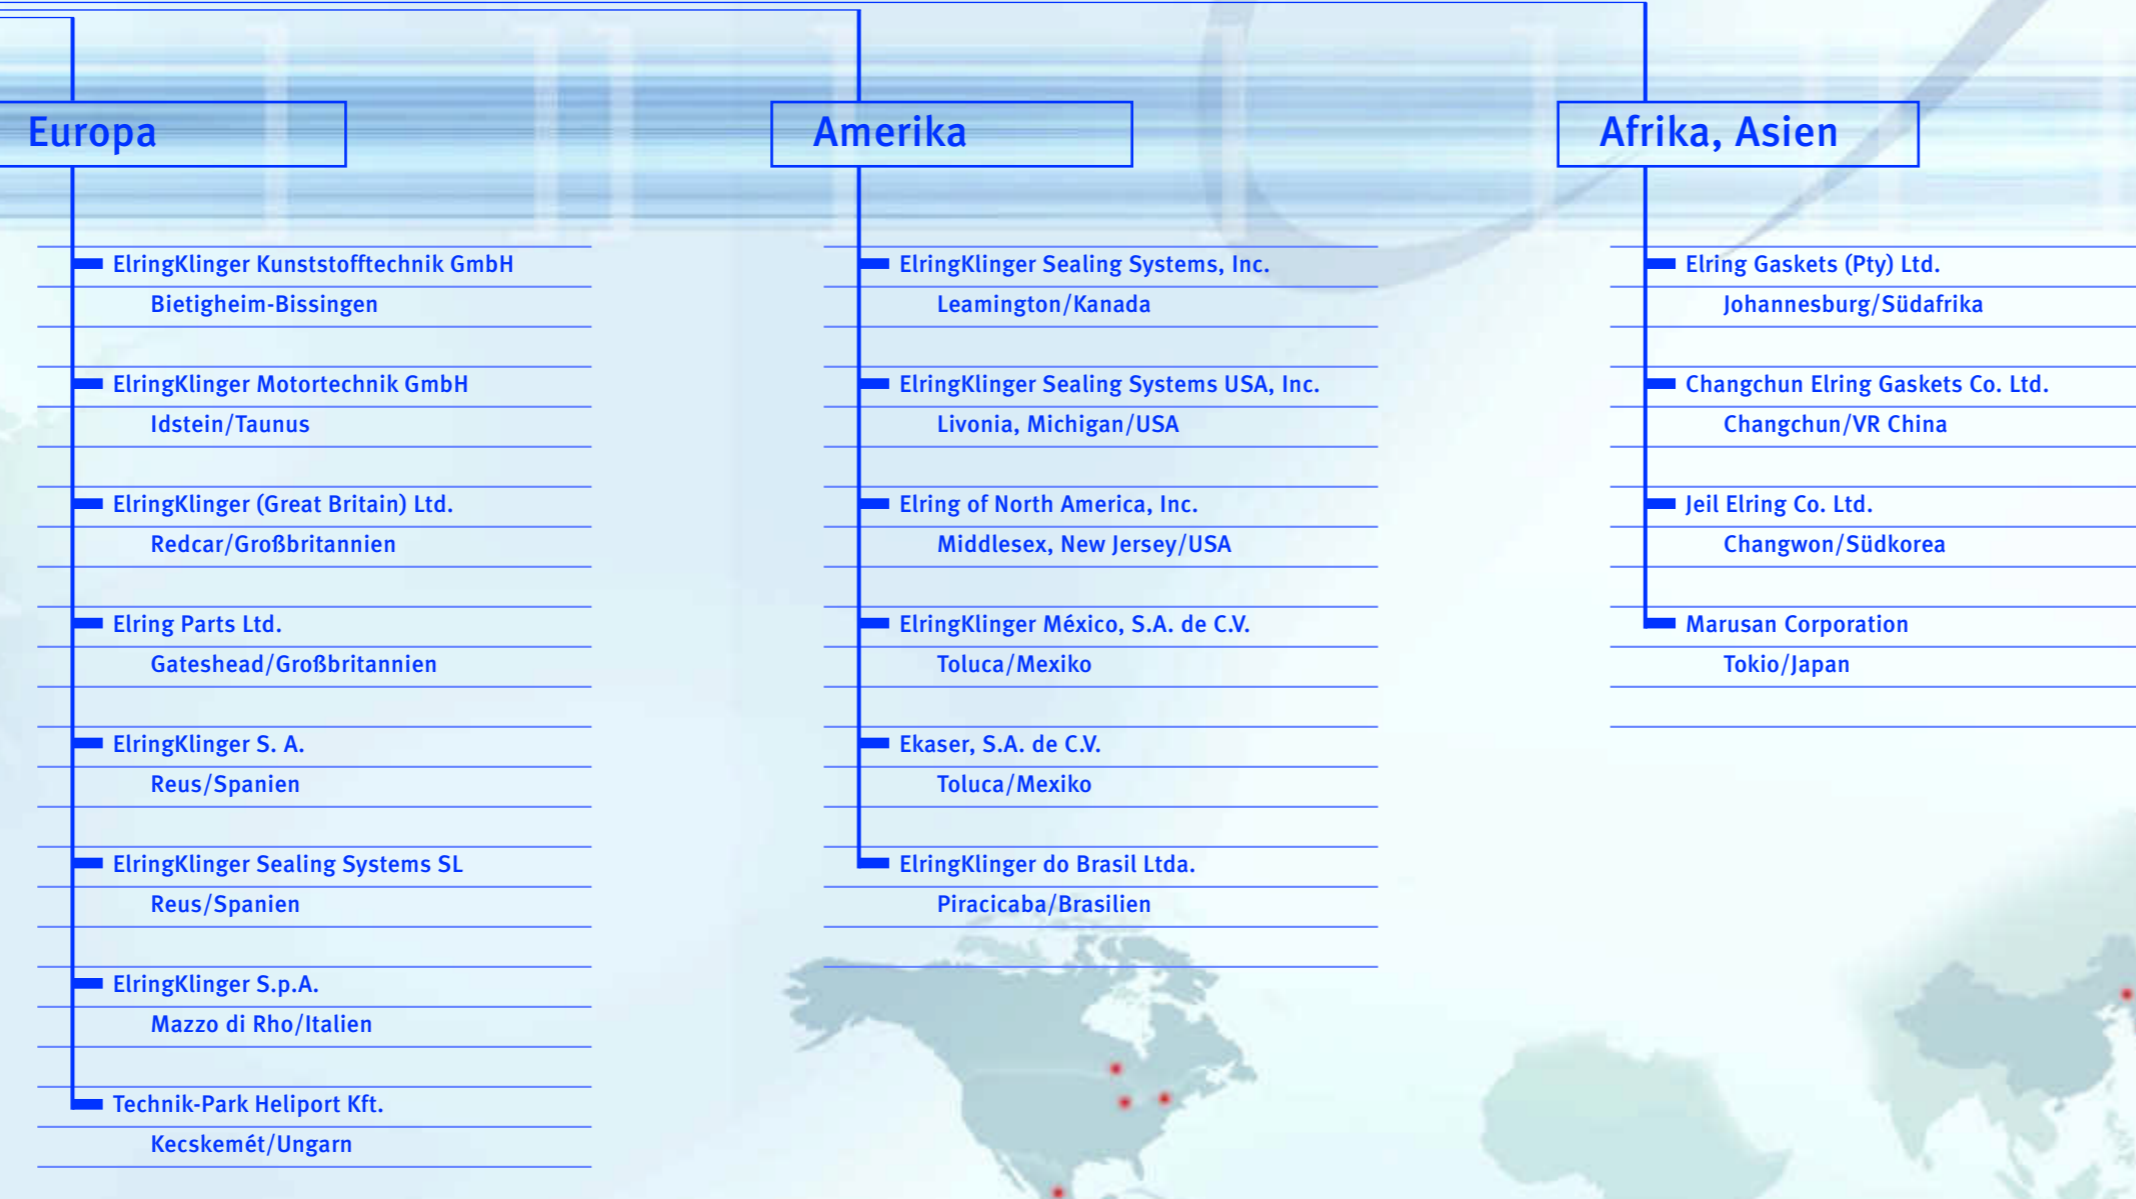 Europa
ElringKlinger Kunststofftechnik GmbH
Bietigheim-Bissingen
ElringKlinger Motortechnik GmbH
Idstein/Taunus
ElringKlinger (Great Britain) Ltd.
Redcar/Großbritannien
Elring Parts Ltd.
Gateshead/Großbritannien
ElringKlinger S. A.
Reus/Spanien
ElringKlinger Sealing Systems SL
Reus/Spanien
ElringKlinger S.p.A.
Mazzo di Rho/Italien
Technik-Park Heliport Kft.
Kecskemét/Ungarn
Amerika
ElringKlinger Sealing Systems, Inc.
Leamington/Kanada
ElringKlinger Sealing Systems USA, Inc.
Livonia, Michigan/USA
Elring of North America, Inc.
Middlesex, New Jersey/USA
ElringKlinger México, S.A. de C.V.
Toluca/Mexiko
Ekaser, S.A. de C.V.
Toluca/Mexiko
ElringKlinger do Brasil Ltda.
Piracicaba/Brasilien
Afrika, Asien
Elring Gaskets (Pty) Ltd.
Johannesburg/Südafrika
Changchun Elring Gaskets Co. Ltd.
Changchun/VR China
Jeil Elring Co. Ltd.
Changwon/Südkorea
Marusan Corporation
Tokio/Japan